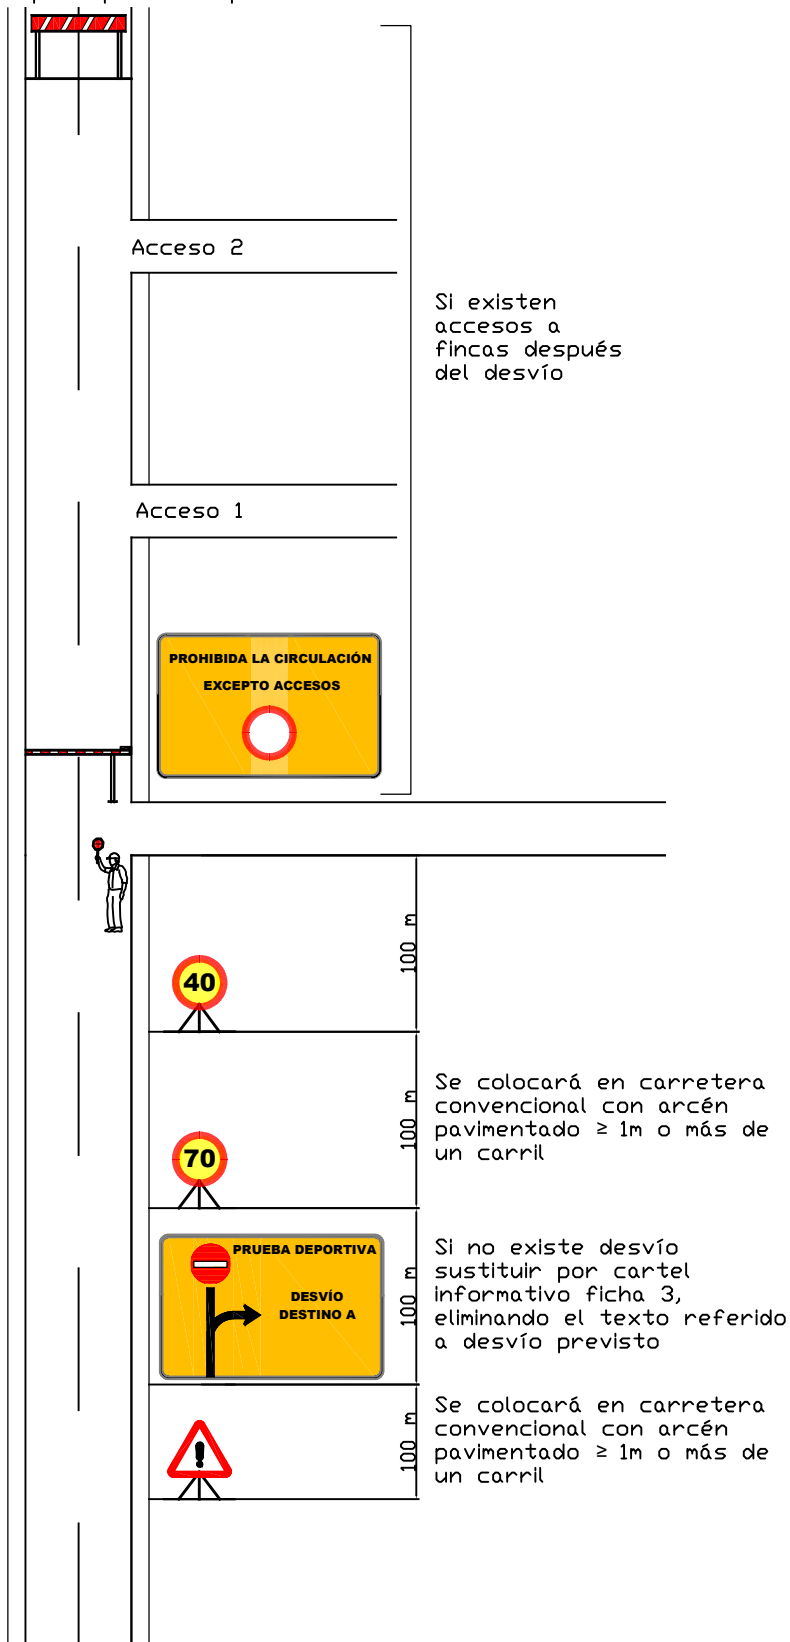 Acceso 2
Si existen
accesos a
fincas después
del desvío
Acceso 1
PROHIBIDA LA CIRCULACIÓN
EXCEPTO ACCESOS
100 m
40
100 m
Se colocará en carretera
convencional con arcén
pavimentado ≥ 1m o más de
un carril
70
100 m
PRUEBA DEPORTIVA
DESVÍO
DESTINO A
Si no existe desvío
sustituir por cartel
informativo ficha 3,
eliminando el texto referido
a desvío previsto
100 m
Se colocará en carretera
convencional con arcén
pavimentado ≥ 1m o más de
un carril